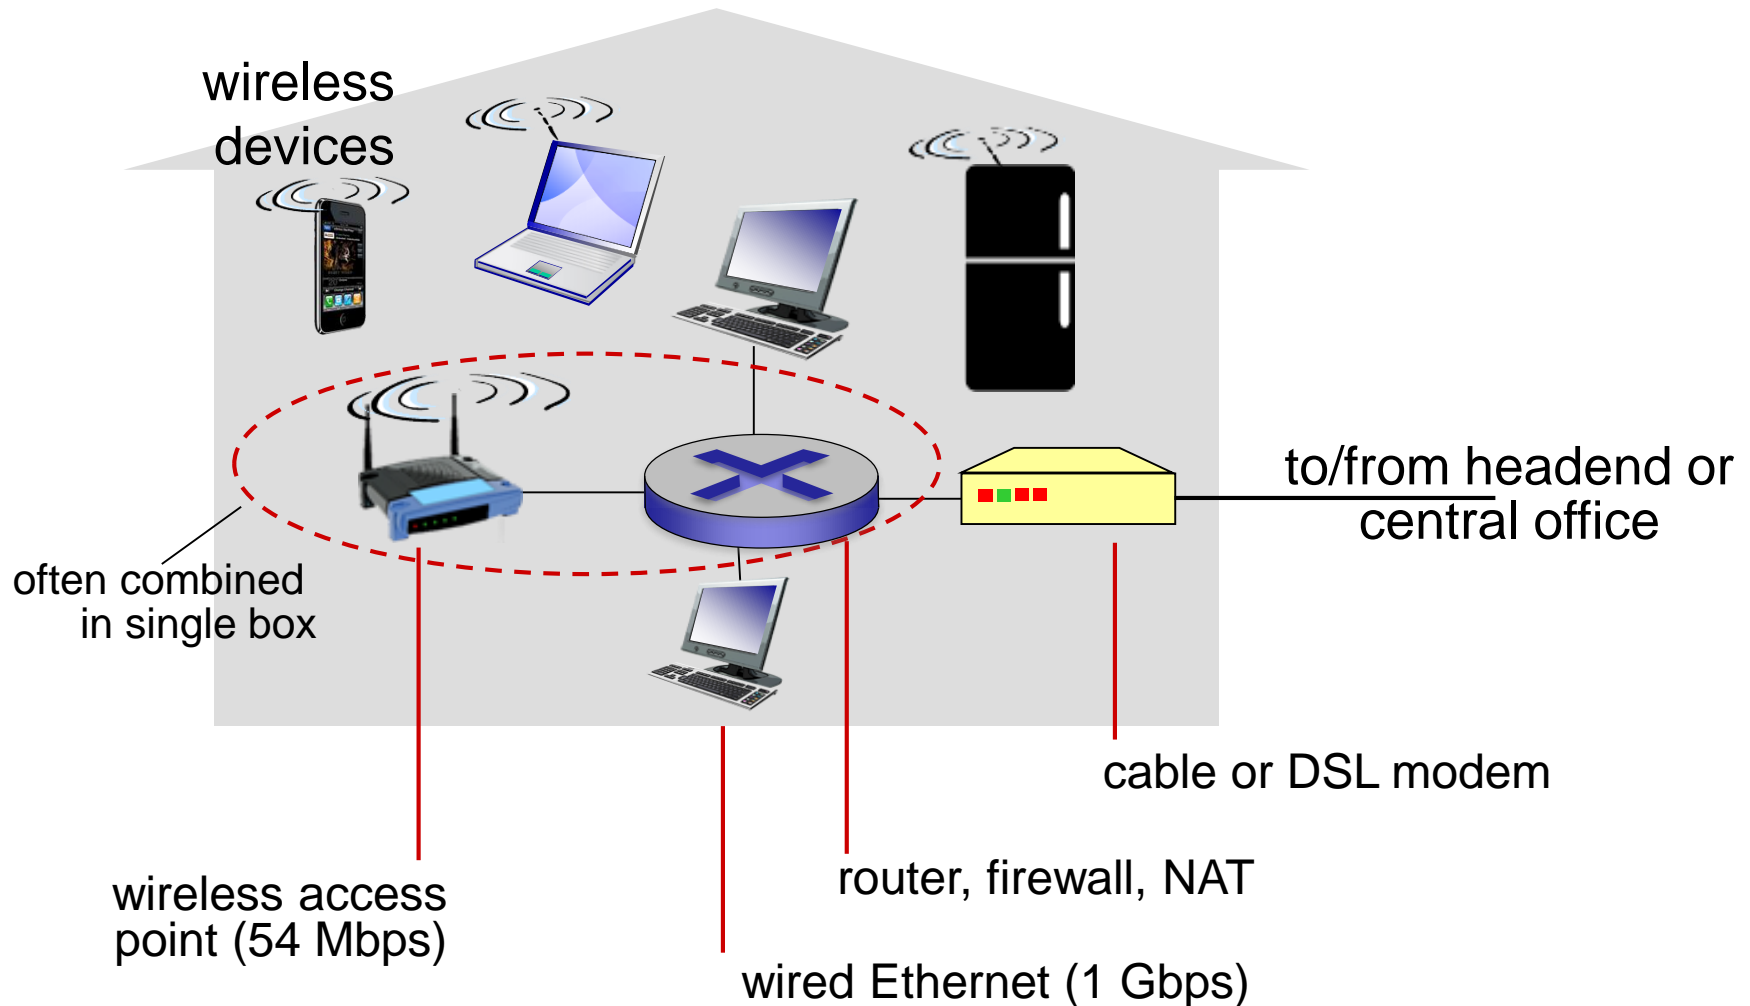 wireless
devices
to/from headend or
central office
often combined
in single box
cable or DSL modem
router, firewall, NAT
wireless access
point (54 Mbps)
wired Ethernet (1 Gbps)